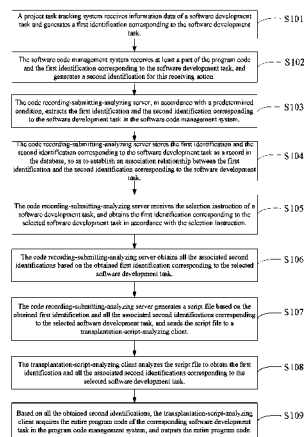 A project task tracking system receives information data of a software development
task and generates a first identification corresponding to the software development
task.
S101
The software code management system receives at least a part of the program code
and the first identification corresponding to the software development task, and
generates a second identification for this receiving action.
S102
The code recording-submitting-analyzing server, in accordance with a predetermined
condition, extracts the first identification and the second identification corresponding
to the software development task in the software code management system.
S103
The code recording-submitting-analyzing server stores the first identification and the
second identification corresponding to the software development task as a record in
the database, so as to establish an association relationship between the first
identification and the second identification corresponding to the software development
task.
S104
The code recording-submitting-analyzing server receives the selection instruction of a
software development task, and obtains the first identification corresponding to the
selected software development task in accordance with the selection instruction.
S105
The code recording-submitting-analyzing server obtains all the associated second
identifications based on the obtained first identification corresponding to the selected
software development task.
S106
The code recording-submitting-analyzing server generates a script file based on the
obtained first identification and all the associated second identifications corresponding
to the selected software development task, and sends the script file to a
transplantation-script-analyzing client.
S107
The transplantation-script-analyzing client analyzes the script file to obtain the first
identification and all the associated second identifications corresponding to the
selected software development task.
S108
Based on all the obtained second identifications, the transplantation-script-analyzing
client acquires the entire program code of the corresponding software development
task in the program code management system, and outputs the entire program code.
S109